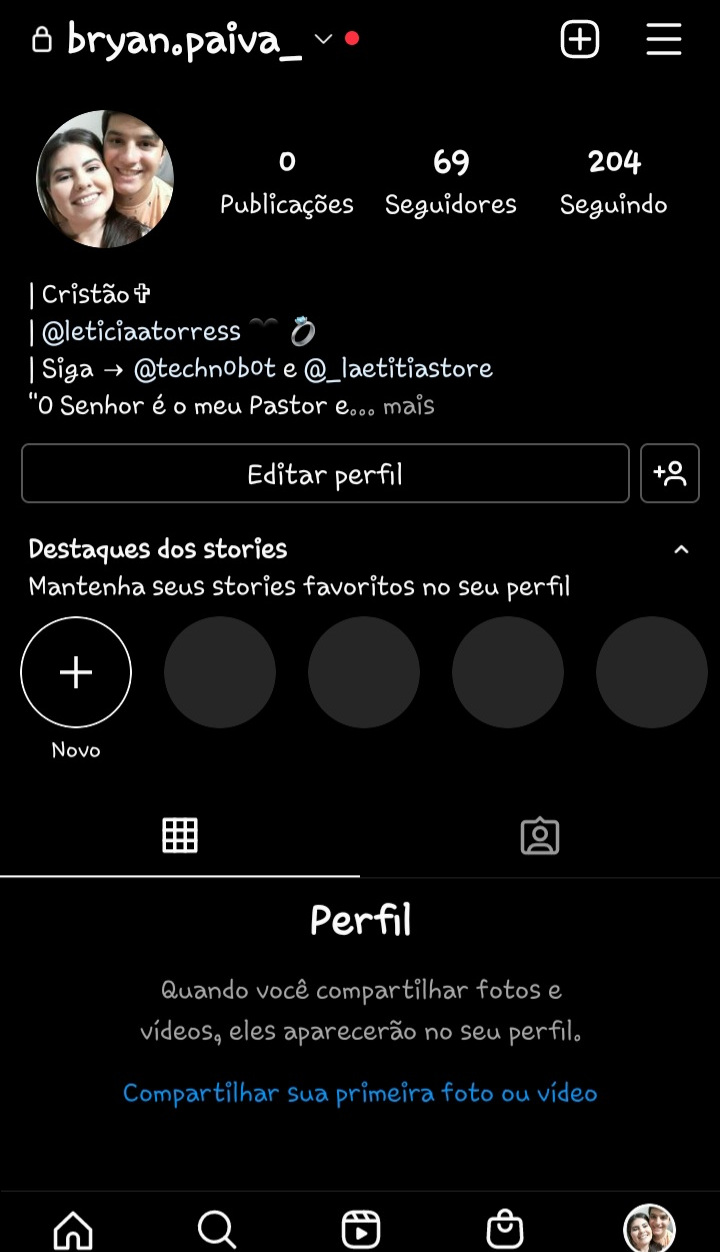 bryan.paiva_
0
69
204
Publicações
Seguidores
Seguindo
| Cristão✞
| @leticiaatorress 🖤 💍
| Siga → @techn0b0t e @_laetitiastore
"O Senhor é o meu Pastor e... mais
Editar perfil
Destaques dos stories
Mantenha seus stories favoritos no seu perfil
Novo
Perfil
Quando você compartilhar fotos e
vídeos, eles aparecerão no seu perfil.
Compartilhar sua primeira foto ou vídeo